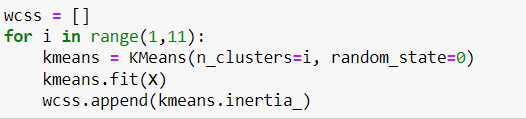 wcss = []
for i in range(1,11):
    kmeans = KMeans(n_clusters=i, random_state=0)
    kmeans.fit(X)
    wcss.append(kmeans.inertia_)